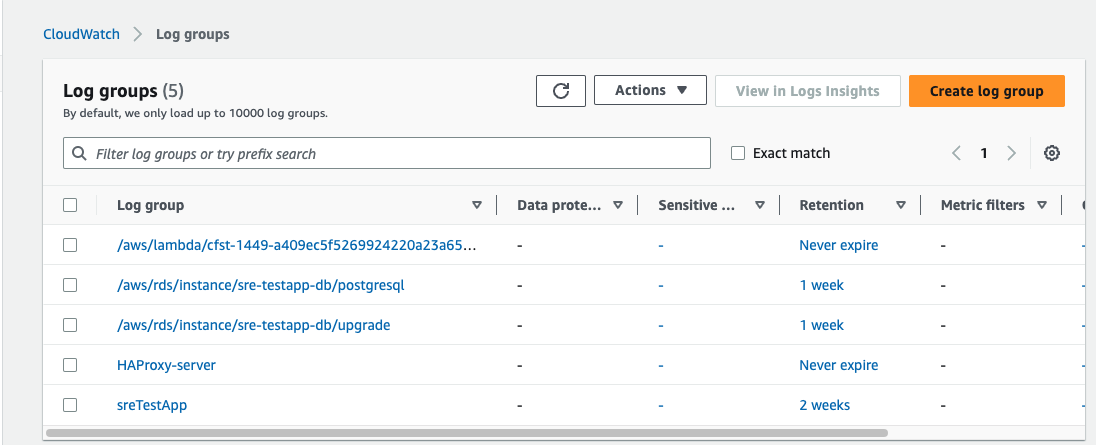 CloudWatch > Log groups
Log groups (5)
By default, we only load up to 10000 log groups.
Actions
View in Logs Insights
Create log group
Filter log groups or try prefix search
Exact match
1
Log group Data prote... Sensitive ... Retention Metric filters
/aws/lambda/cfst-1449-a409ec5f5269924220a23a65... - - Never expire -
/aws/rds/instance/sre-testapp-db/postgresql - - 1 week -
/aws/rds/instance/sre-testapp-db/upgrade - - 1 week -
HAProxy-server - - Never expire -
sreTestApp - - 2 weeks -